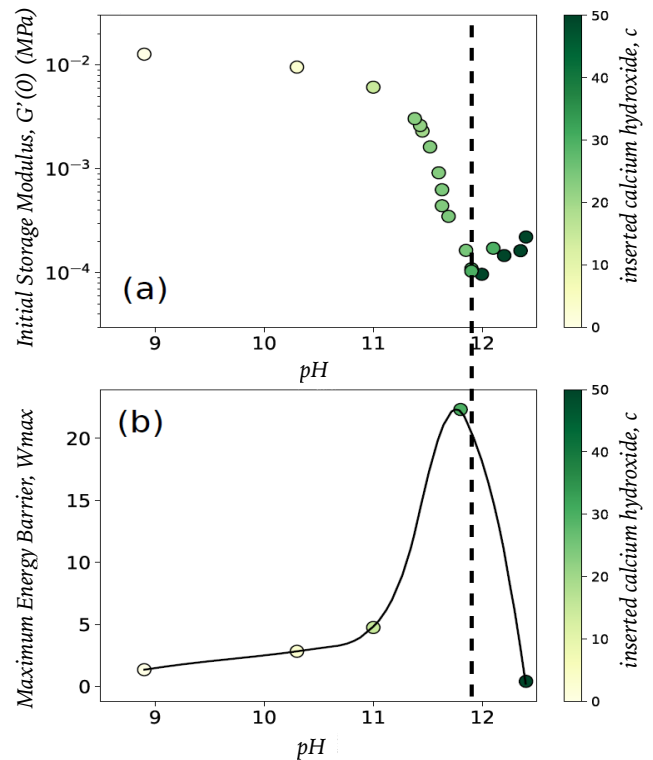 Initial Storage Modulus, G'(0) (MPa)
10⁻²
10⁻³
10⁻⁴
(a)
9 10 11 12
pH
50
40
30
20
10
0
inserted calcium hydroxide, c
Maximum Energy Barrier, Wmax
20
15
10
5
0
(b)
9 10 11 12
pH
50
40
30
20
10
0
inserted calcium hydroxide, c